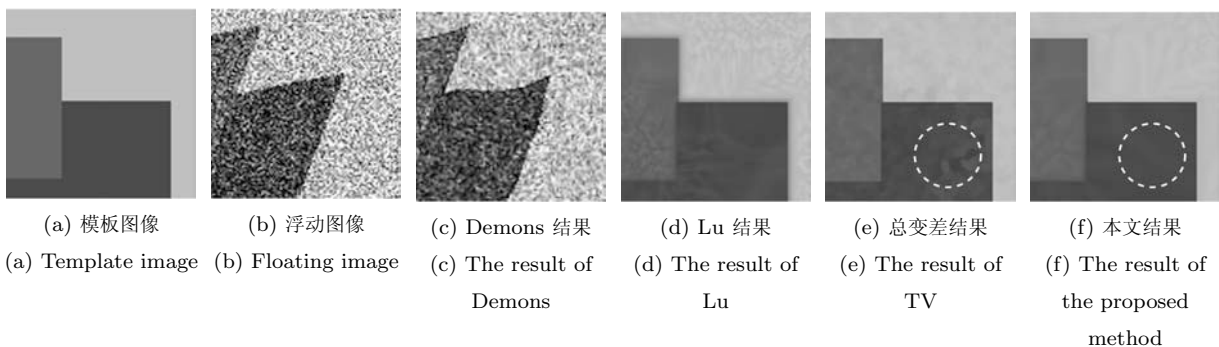 (a) 模板图像
(a) Template image
(b) 浮动图像
(b) Floating image
(c) Demons 结果
(c) The result of
Demons
(d) Lu 结果
(d) The result of
Lu
(e) 总变差结果
(e) The result of
TV
(f) 本文结果
(f) The result of
the proposed
method